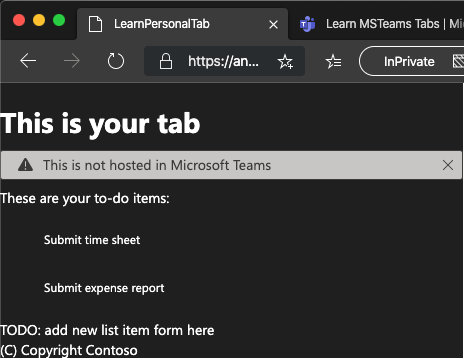 LearnPersonalTab
Learn MSTeams Tabs | Mi
https://an...
InPrivate
This is your tab
This is not hosted in Microsoft Teams
These are your to-do items:
Submit time sheet
Submit expense report
TODO: add new list item form here
(C) Copyright Contoso